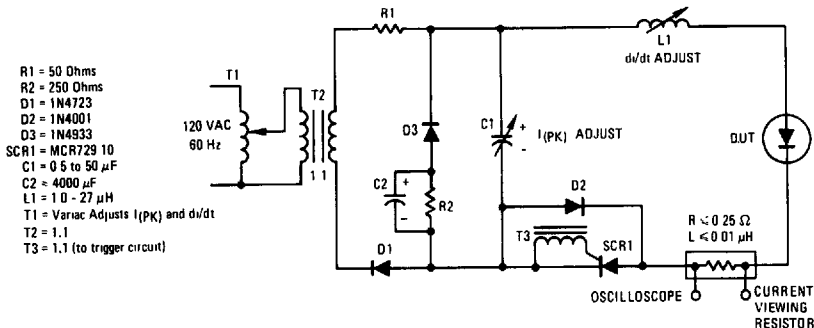 R1 = 50 Ohms
R2 = 250 Ohms
D1 = 1N4723
D2 = 1N4001
D3 = 1N4933
SCR1 = MCR729 10
C1 = 0 5 to 50 μF
C2 ≈ 4000 μF
L1 = 1 0 - 27 μH
T1 = Variac Adjusts I(PK) and di/dt
T2 = 1.1
T3 = 1.1 (to trigger circuit)
T1
120 VAC
60 Hz
T2
1 1
R1
D3
C2
+
−
R2
D1
C1
+
−
I(PK) ADJUST
L1
di/dt ADJUST
D2
T3
SCR1
D.U.T
R ⩽ 0 25 Ω
L ⩽ 0 01 μH
OSCILLOSCOPE
CURRENT
VIEWING
RESISTOR